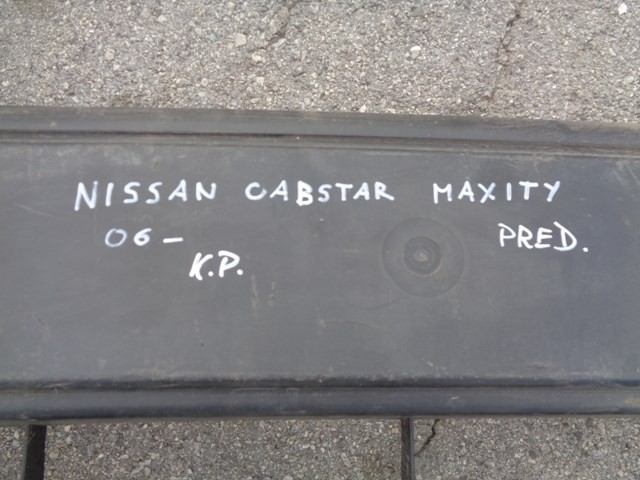 NISSAN CABSTAR MAXITY
06- PRED.
K.P.